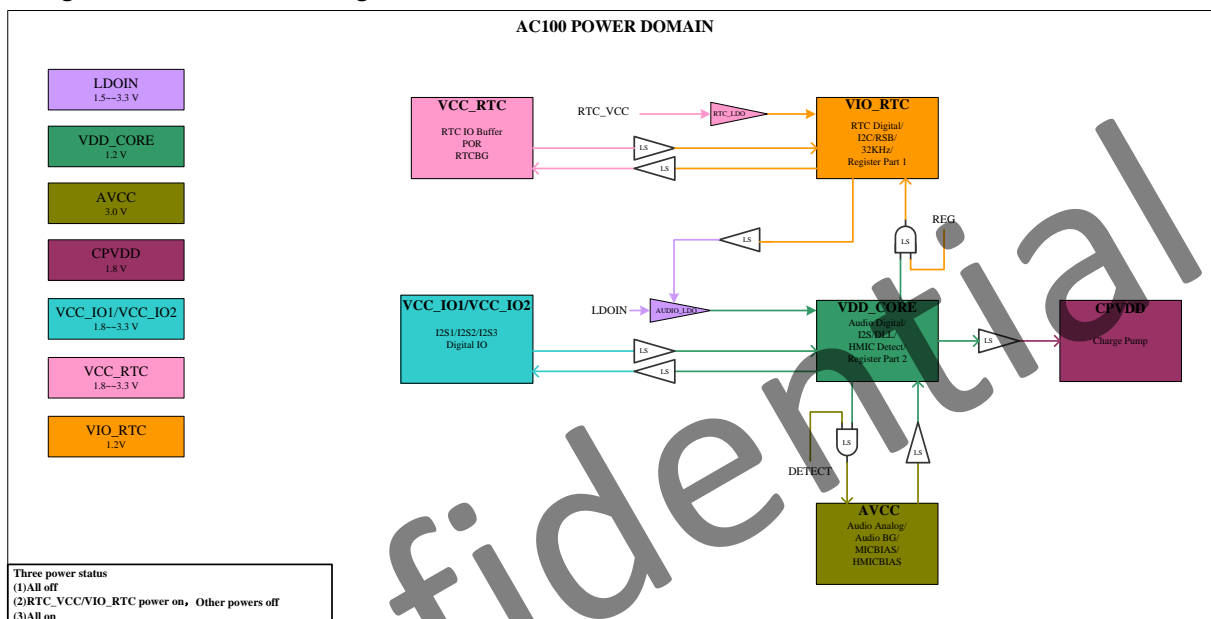 AC100 POWER DOMAIN
LDOIN
1.5~~3.3 V
VDD_CORE
1.2 V
AVCC
3.0 V
CPVDD
1.8 V
VCC_IO1/VCC_IO2
1.8~~3.3 V
VCC_RTC
1.8~~3.3 V
VIO_RTC
1.2V
VCC_RTC
RTC IO Buffer
POR
RTCBG
RTC_VCC
RTC_LDO
LS
LS
VIO_RTC
RTC Digital/
I2C/RSB/
32KHz/
Register Part 1
LS
LS
REG
VCC_IO1/VCC_IO2
I2S1/I2S2/I2S3
Digital IO
LDOIN
AUDIO_LDO
LS
LS
VDD_CORE
Audio Digital/
I2S/DLL/
HMIC Detect/
Register Part 2
LS
CPVDD
Charge Pump
DETECT
LS
LS
AVCC
Audio Analog/
Audio BG/
MICBIAS/
HMICBIAS
Three power status
(1)All off
(2)RTC_VCC/VIO_RTC power on，Other powers off
(3)All on
fidential